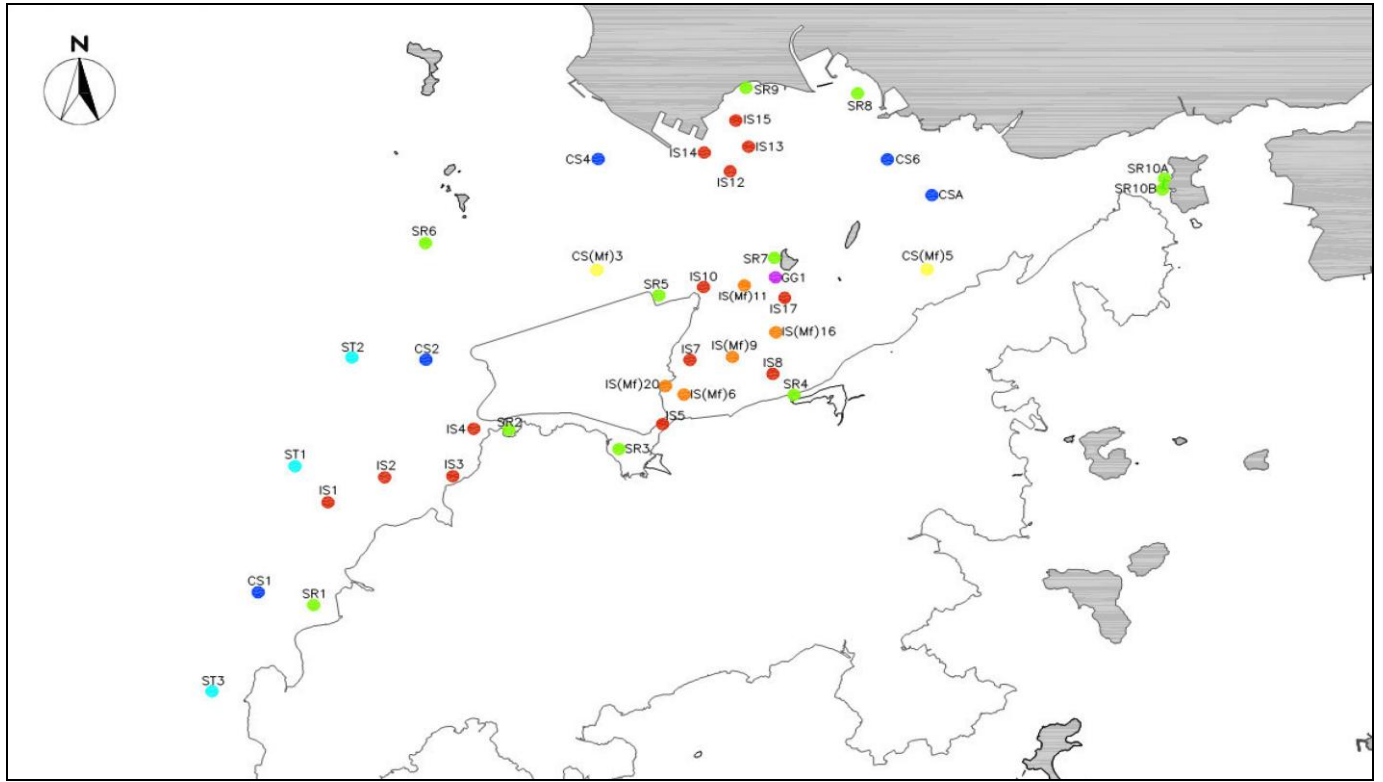 N
SR9
SR8
IS15
IS13
IS14
CS4
CS6
IS12
SR10A
SR10B
CSA
SR6
CS(Mf)3
SR7
CS(Mf)5
GG1
IS10
SR5
IS(Mf)11
IS17
IS(Mf)16
ST2
CS2
IS7
IS(Mf)9
IS8
IS(Mf)20
IS(Mf)6
SR4
IS5
IS4
SR2
SR3
ST1
IS2
IS3
IS1
CS1
SR1
ST3